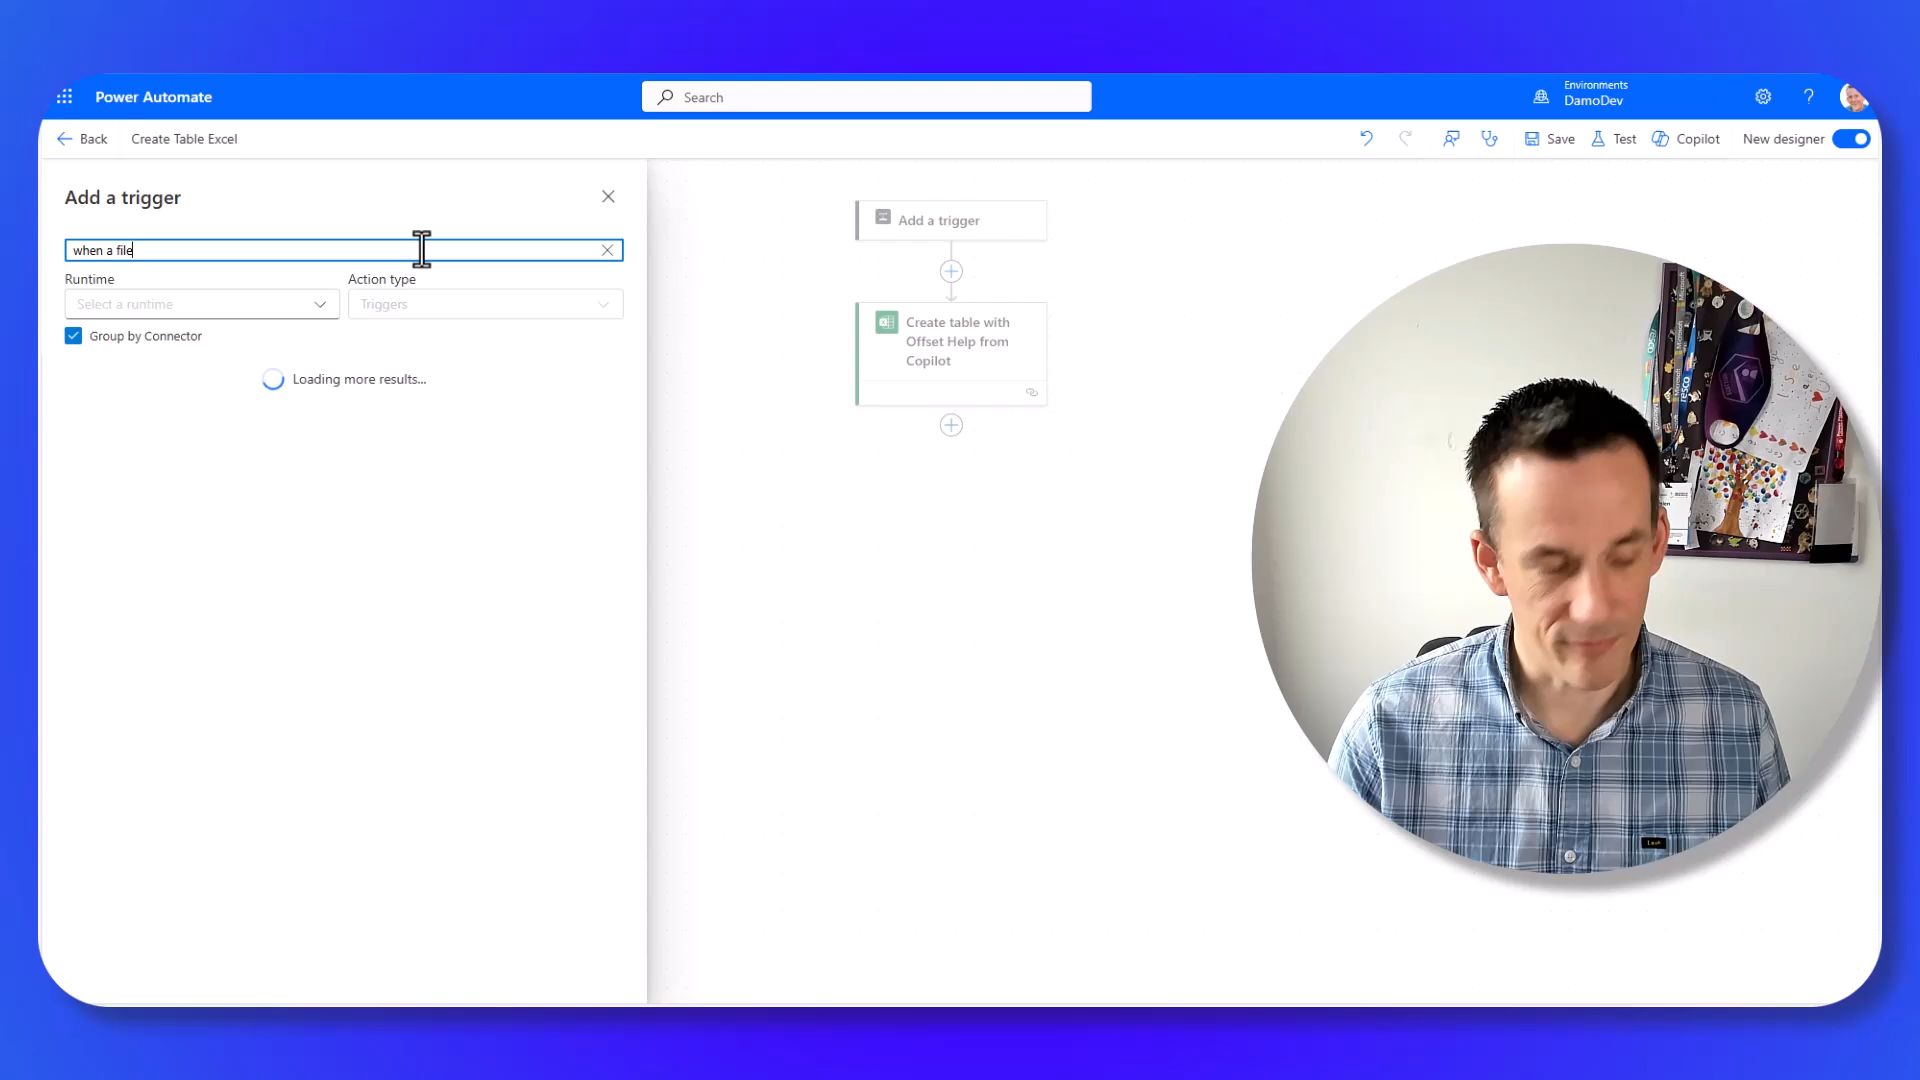 Power Automate
Search
Environments
DamoDev
Back
Create Table Excel
Save
Test
Copilot
New designer
Add a trigger
when a file
Runtime
Action type
Select a runtime
Triggers
Group by Connector
Loading more results...
Add a trigger
Create table with
Offset Help from
Copilot
resco